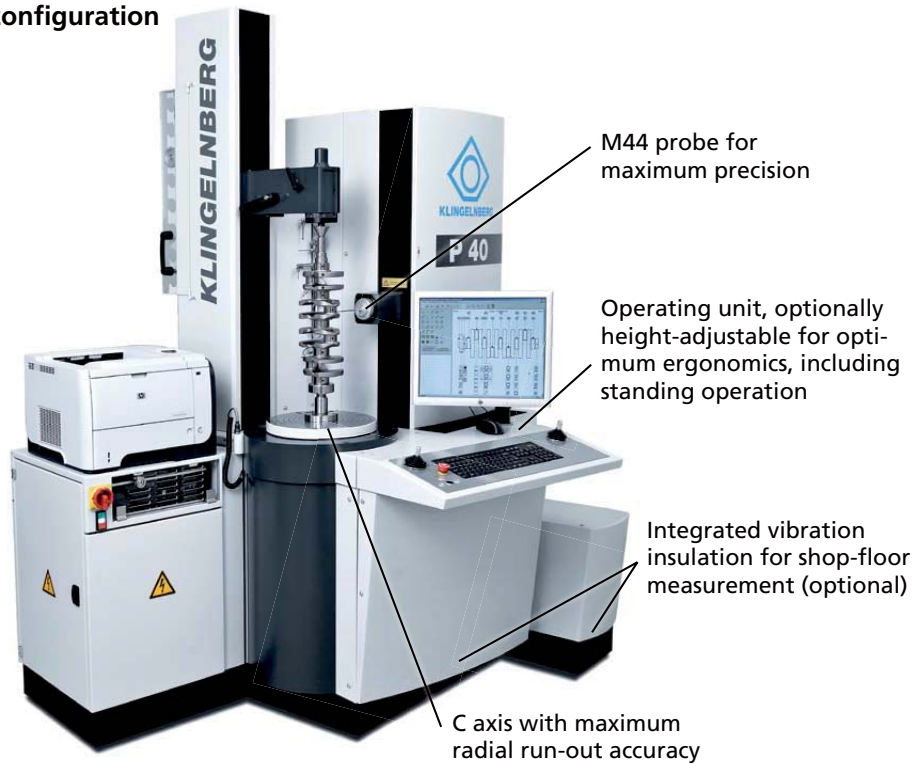 configuration
KLINGELNBERG
KLINGELNBERG
P 40
M44 probe for
maximum precision
Operating unit, optionally
height-adjustable for opti-
mum ergonomics, including
standing operation
Integrated vibration
insulation for shop-floor
measurement (optional)
C axis with maximum
radial run-out accuracy
hp